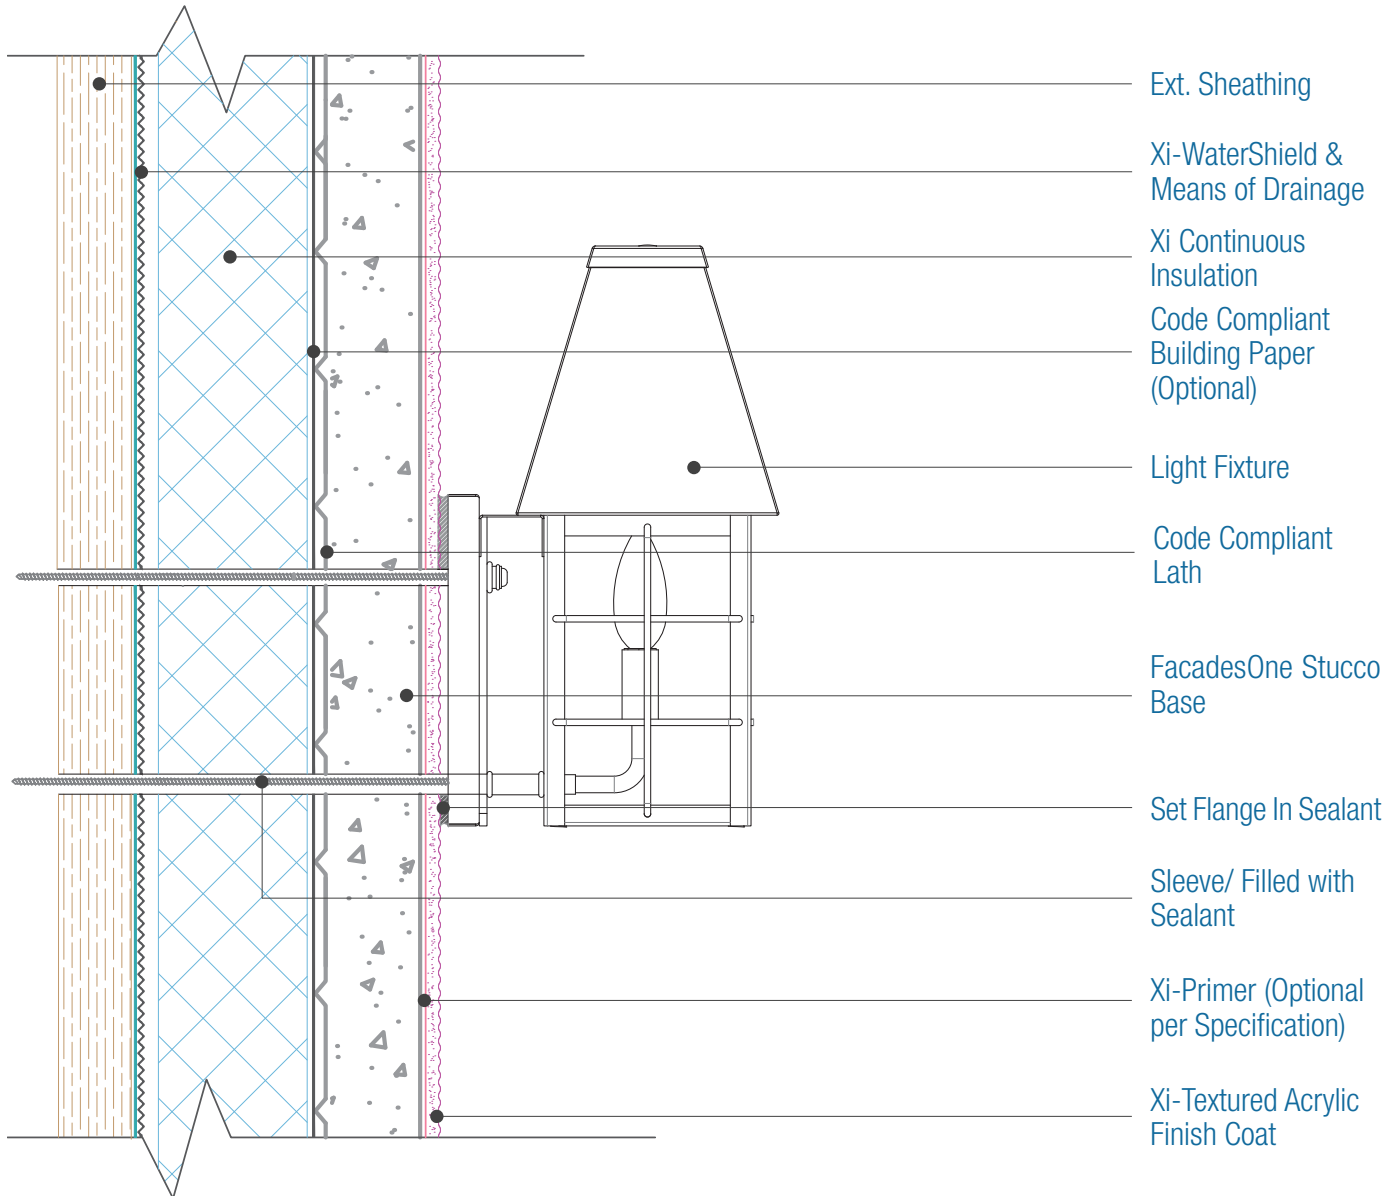 Ext. Sheathing
Xi-WaterShield &
Means of Drainage
Xi Continuous
Insulation
Code Compliant
Building Paper
(Optional)
Light Fixture
Code Compliant
Lath
FacadesOne Stucco
Base
Set Flange In Sealant
Sleeve/ Filled with
Sealant
Xi-Primer (Optional
per Specification)
Xi-Textured Acrylic
Finish Coat